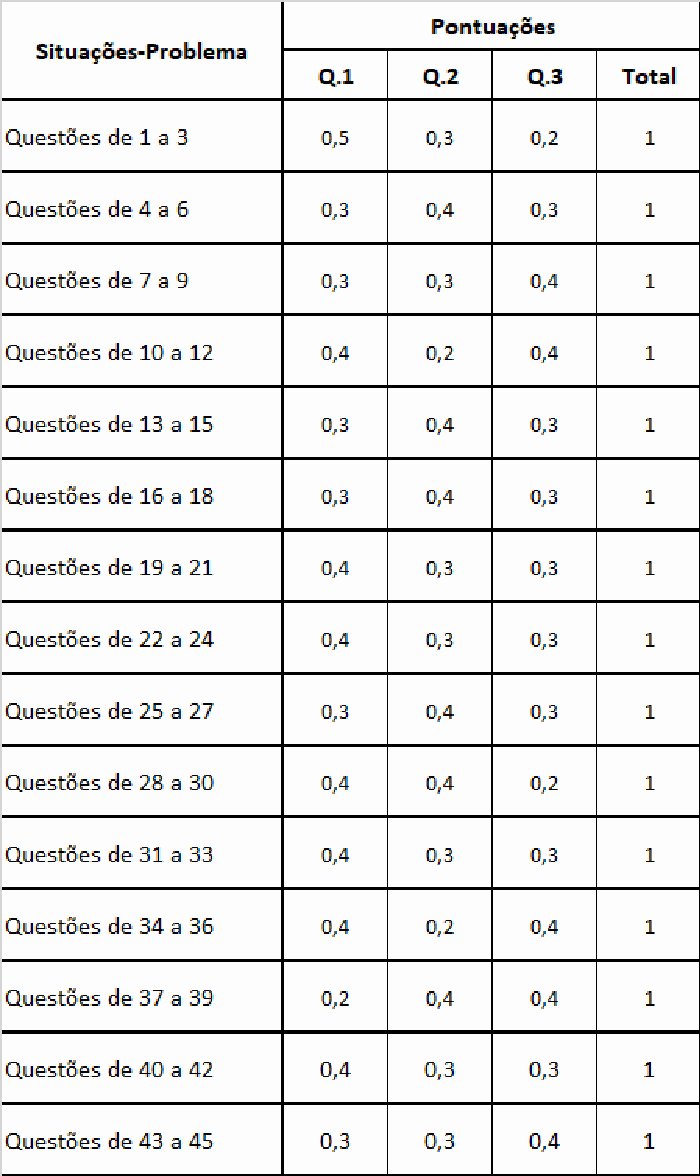 Situações-Problema
Pontuações
Q.1 Q.2 Q.3 Total
Questões de 1 a 3 0,5 0,3 0,2 1
Questões de 4 a 6 0,3 0,4 0,3 1
Questões de 7 a 9 0,3 0,3 0,4 1
Questões de 10 a 12 0,4 0,2 0,4 1
Questões de 13 a 15 0,3 0,4 0,3 1
Questões de 16 a 18 0,3 0,4 0,3 1
Questões de 19 a 21 0,4 0,3 0,3 1
Questões de 22 a 24 0,4 0,3 0,3 1
Questões de 25 a 27 0,3 0,4 0,3 1
Questões de 28 a 30 0,4 0,4 0,2 1
Questões de 31 a 33 0,4 0,3 0,3 1
Questões de 34 a 36 0,4 0,2 0,4 1
Questões de 37 a 39 0,2 0,4 0,4 1
Questões de 40 a 42 0,4 0,3 0,3 1
Questões de 43 a 45 0,3 0,3 0,4 1